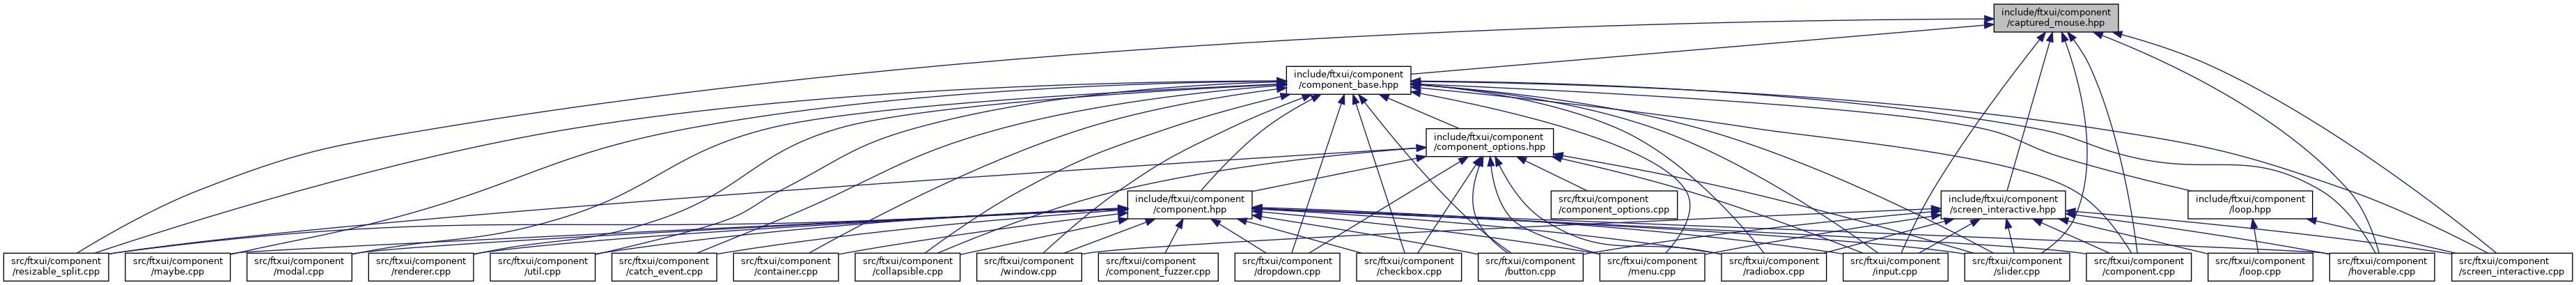 include/ftxui/component
/captured_mouse.hpp
include/ftxui/component
/component_base.hpp
include/ftxui/component
/component_options.hpp
include/ftxui/component
/component.hpp
src/ftxui/component
/component_options.cpp
include/ftxui/component
/screen_interactive.hpp
include/ftxui/component
/loop.hpp
src/ftxui/component
/resizable_split.cpp
src/ftxui/component
/maybe.cpp
src/ftxui/component
/modal.cpp
src/ftxui/component
/renderer.cpp
src/ftxui/component
/util.cpp
src/ftxui/component
/catch_event.cpp
src/ftxui/component
/container.cpp
src/ftxui/component
/collapsible.cpp
src/ftxui/component
/window.cpp
src/ftxui/component
/component_fuzzer.cpp
src/ftxui/component
/dropdown.cpp
src/ftxui/component
/checkbox.cpp
src/ftxui/component
/button.cpp
src/ftxui/component
/menu.cpp
src/ftxui/component
/radiobox.cpp
src/ftxui/component
/input.cpp
src/ftxui/component
/slider.cpp
src/ftxui/component
/component.cpp
src/ftxui/component
/loop.cpp
src/ftxui/component
/hoverable.cpp
src/ftxui/component
/screen_interactive.cpp